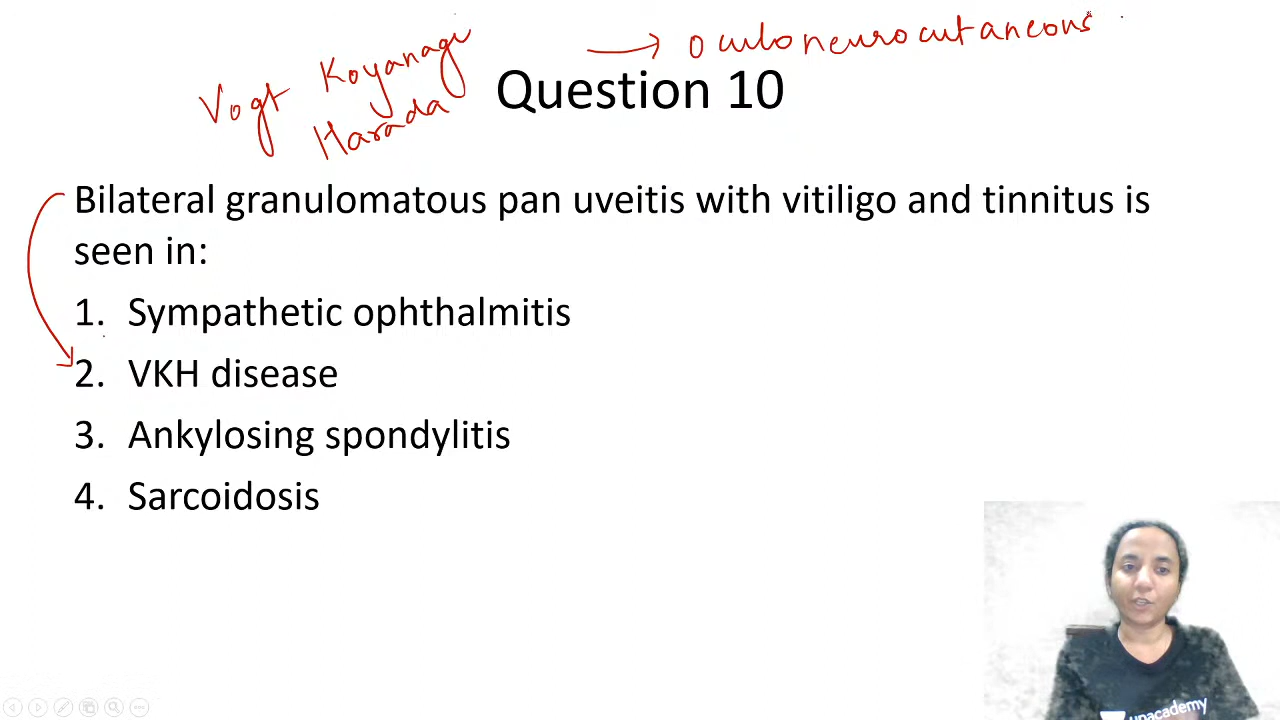 Vogt Koyanagi → oculoneurocutaneous
Harada
Question 10
Bilateral granulomatous pan uveitis with vitiligo and tinnitus is
seen in:
1. Sympathetic ophthalmitis
2. VKH disease
3. Ankylosing spondylitis
4. Sarcoidosis
unacademy